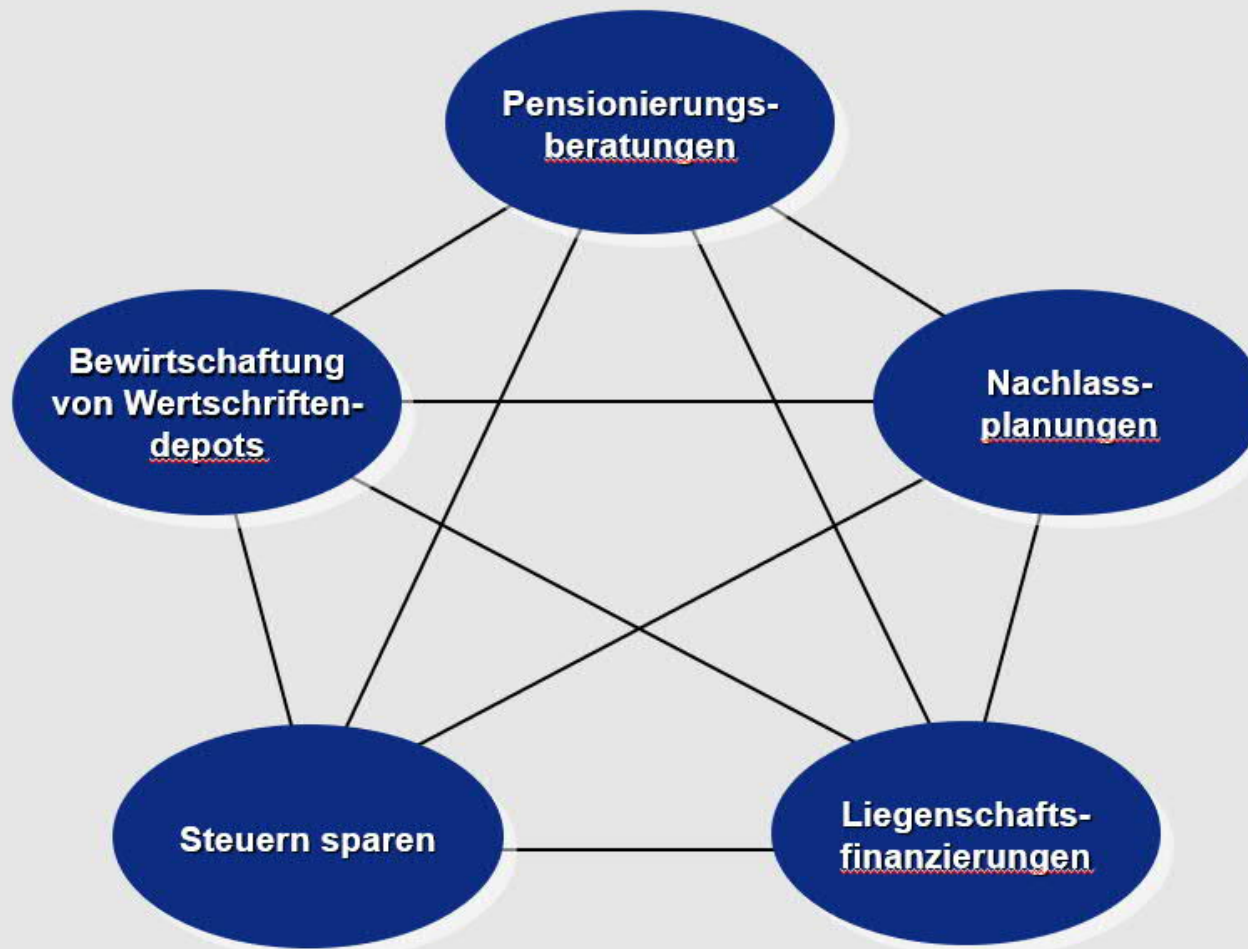 Pensionierungs-
beratungen
Bewirtschaftung
von Wertschriften-
depots
Nachlass-
planungen
Steuern sparen
Liegenschafts-
finanzierungen